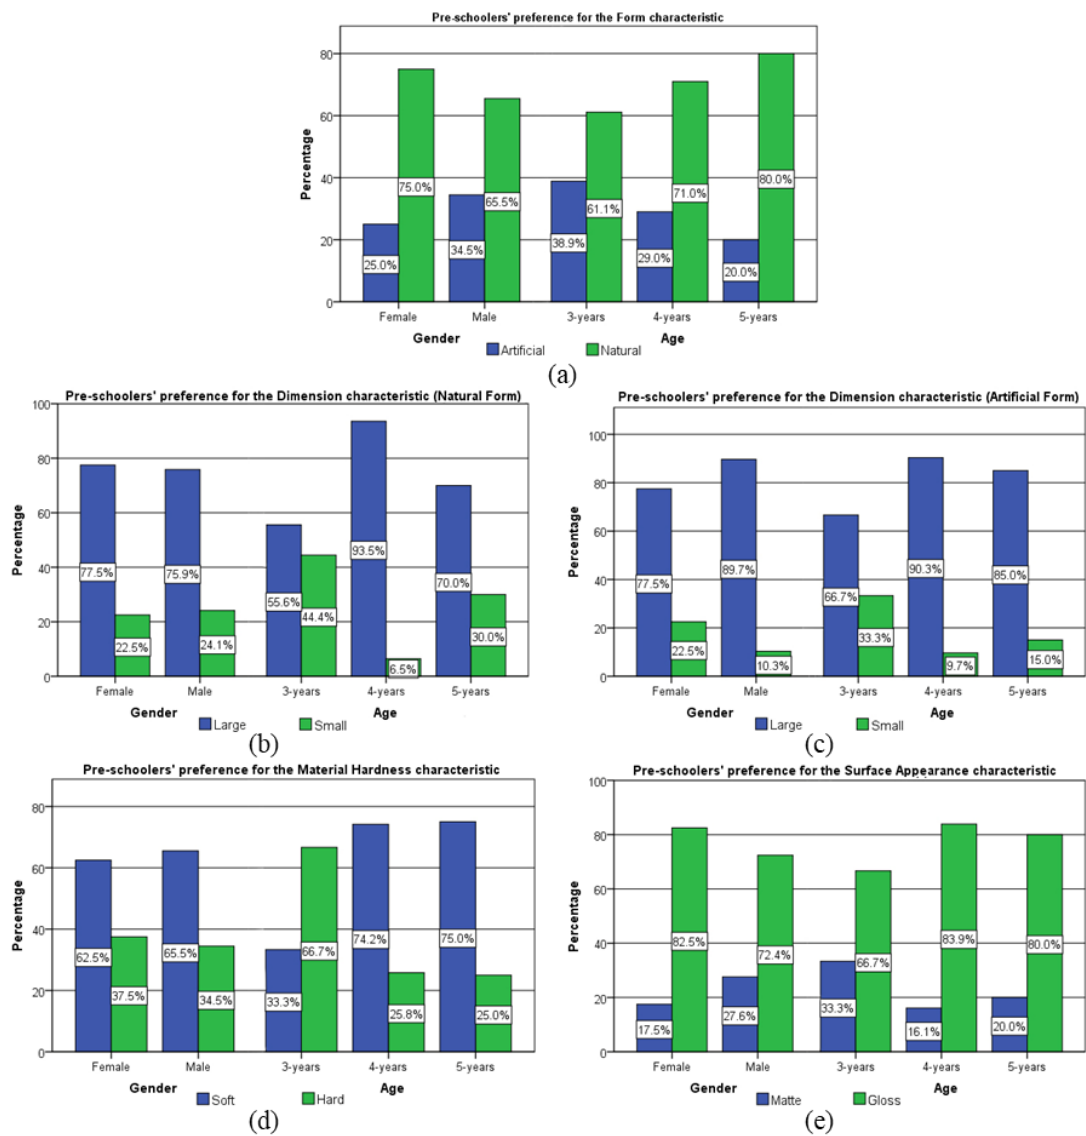 Pre-schoolers' preference for the Form characteristic
Percentage
80
60
40
20
0
25.0%
75.0%
34.5%
65.5%
38.9%
61.1%
29.0%
71.0%
20.0%
80.0%
Female Male 3-years 4-years 5-years
Gender Age
Artificial Natural
(a)
Pre-schoolers' preference for the Dimension characteristic (Natural Form)
Percentage
100
80
60
40
20
0
77.5%
22.5%
75.9%
24.1%
55.6%
44.4%
93.5%
6.5%
70.0%
30.0%
Female Male 3-years 4-years 5-years
Gender Age
Large Small
(b)
Pre-schoolers' preference for the Dimension characteristic (Artificial Form)
Percentage
100
80
60
40
20
0
77.5%
22.5%
89.7%
10.3%
66.7%
33.3%
90.3%
9.7%
85.0%
15.0%
Female Male 3-years 4-years 5-years
Gender Age
Large Small
(c)
Pre-schoolers' preference for the Material Hardness characteristic
Percentage
80
60
40
20
0
62.5%
37.5%
65.5%
34.5%
33.3%
66.7%
74.2%
25.8%
75.0%
25.0%
Female Male 3-years 4-years 5-years
Gender Age
Soft Hard
(d)
Pre-schoolers' preference for the Surface Appearance characteristic
Percentage
100
80
60
40
20
0
17.5%
82.5%
27.6%
72.4%
33.3%
66.7%
16.1%
83.9%
20.0%
80.0%
Female Male 3-years 4-years 5-years
Gender Age
Matte Gloss
(e)